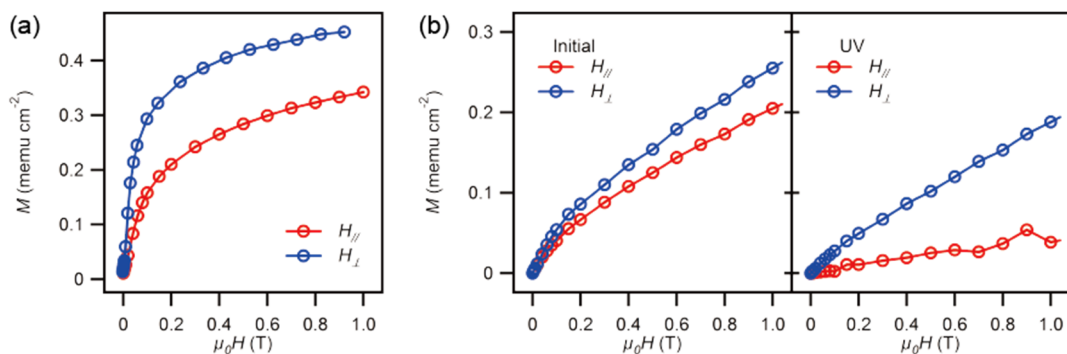 (a)
M (memu cm⁻²)
0.4
0.3
0.2
0.1
0
H//
H⊥
0 0.2 0.4 0.6 0.8 1.0
μ₀H (T)
(b)
M (memu cm⁻²)
0.3
0.2
0.1
0
Initial
H//
H⊥
0 0.2 0.4 0.6 0.8 1.0
μ₀H (T)
UV
H//
H⊥
0 0.2 0.4 0.6 0.8 1.0
μ₀H (T)